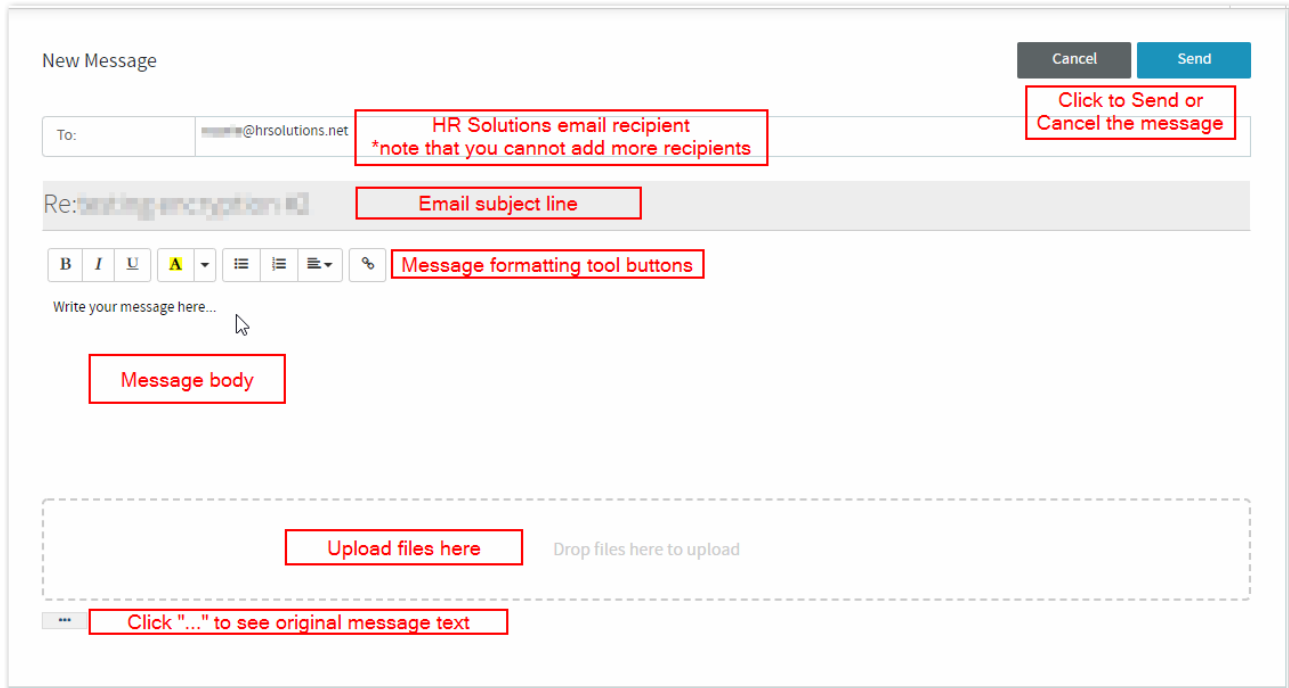 New Message
Cancel
Send
Click to Send or
Cancel the message
To:
@hrsolutions.net
HR Solutions email recipient
*note that you cannot add more recipients
Re:
Email subject line
B I U A
Message formatting tool buttons
Write your message here...
Message body
Upload files here
Drop files here to upload
...
Click "..." to see original message text